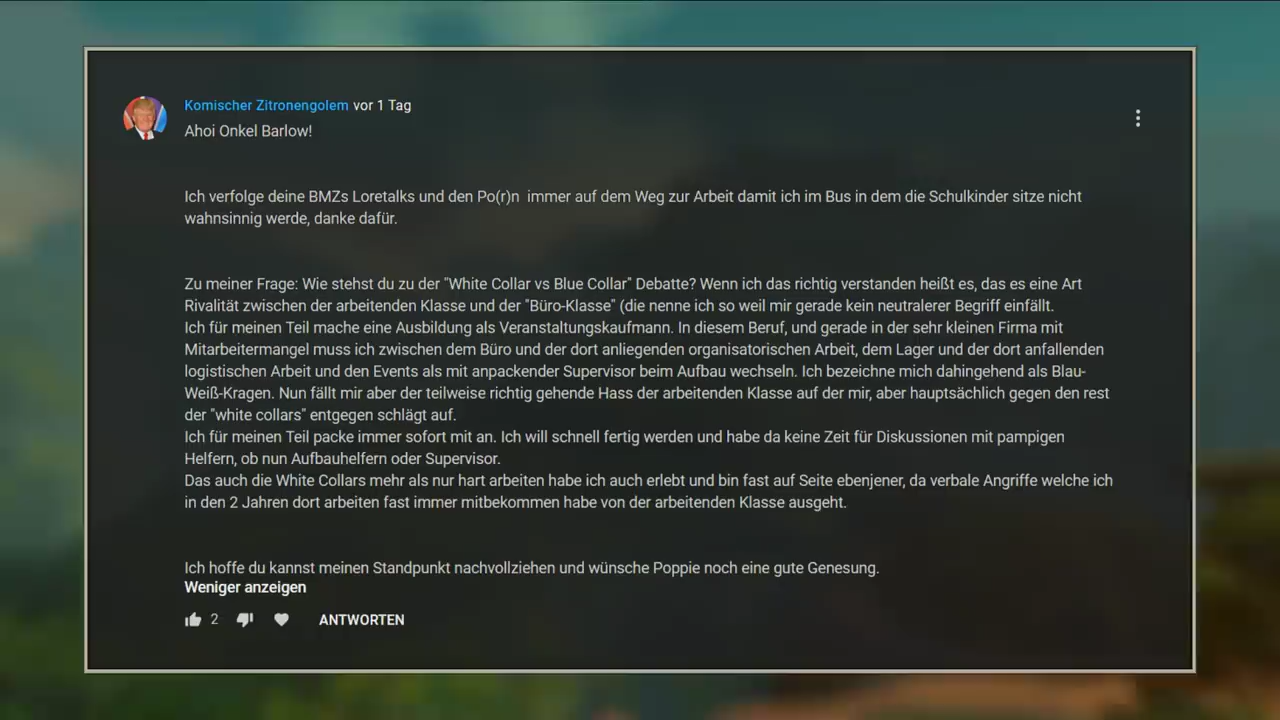 Komischer Zitronengolem vor 1 Tag
Ahoi Onkel Barlow!
Ich verfolge deine BMZs Loretalks und den Po(r)n immer auf dem Weg zur Arbeit damit ich im Bus in dem die Schulkinder sitze nicht
wahnsinnig werde, danke dafür.
Zu meiner Frage: Wie stehst du zu der "White Collar vs Blue Collar" Debatte? Wenn ich das richtig verstanden heißt es, das es eine Art
Rivalität zwischen der arbeitenden Klasse und der "Büro-Klasse" (die nenne ich so weil mir gerade kein neutralerer Begriff einfällt.
Ich für meinen Teil mache eine Ausbildung als Veranstaltungskaufmann. In diesem Beruf, und gerade in der sehr kleinen Firma mit
Mitarbeitermangel muss ich zwischen dem Büro und der dort anliegenden organisatorischen Arbeit, dem Lager und der dort anfallenden
logistischen Arbeit und den Events als mit anpackender Supervisor beim Aufbau wechseln. Ich bezeichne mich dahingehend als Blau-
Weiß-Kragen. Nun fällt mir aber der teilweise richtig gehende Hass der arbeitenden Klasse auf der mir, aber hauptsächlich gegen den rest
der "white collars" entgegen schlägt auf.
Ich für meinen Teil packe immer sofort mit an. Ich will schnell fertig werden und habe da keine Zeit für Diskussionen mit pampigen
Helfern, ob nun Aufbauhelfern oder Supervisor.
Das auch die White Collars mehr als nur hart arbeiten habe ich auch erlebt und bin fast auf Seite ebenjener, da verbale Angriffe welche ich
in den 2 Jahren dort arbeiten fast immer mitbekommen habe von der arbeitenden Klasse ausgeht.
Ich hoffe du kannst meinen Standpunkt nachvollziehen und wünsche Poppie noch eine gute Genesung.
Weniger anzeigen
2 ANTWORTEN